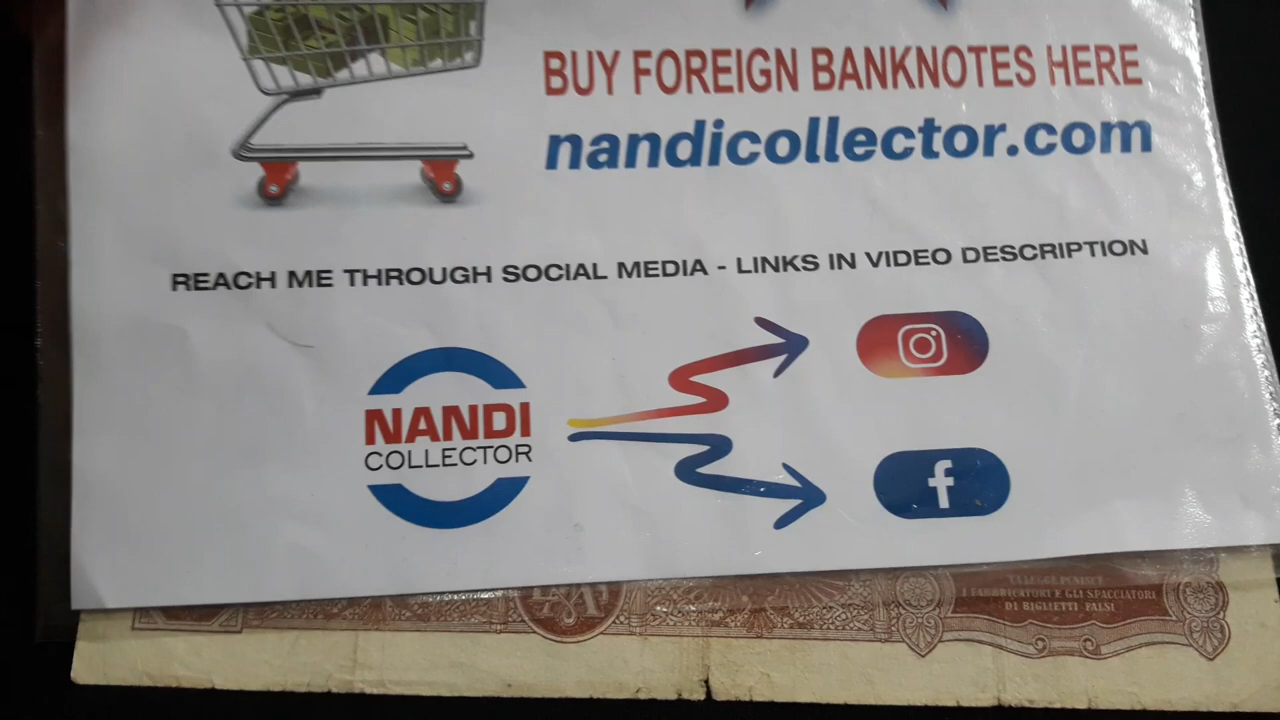 BUY FOREIGN BANKNOTES HERE
nandicollector.com
REACH ME THROUGH SOCIAL MEDIA - LINKS IN VIDEO DESCRIPTION
NANDI
COLLECTOR
LA LEGGE PUNISCE
I FABBRICATORI E GLI SPACCIATORI
DI BIGLIETTI FALSI